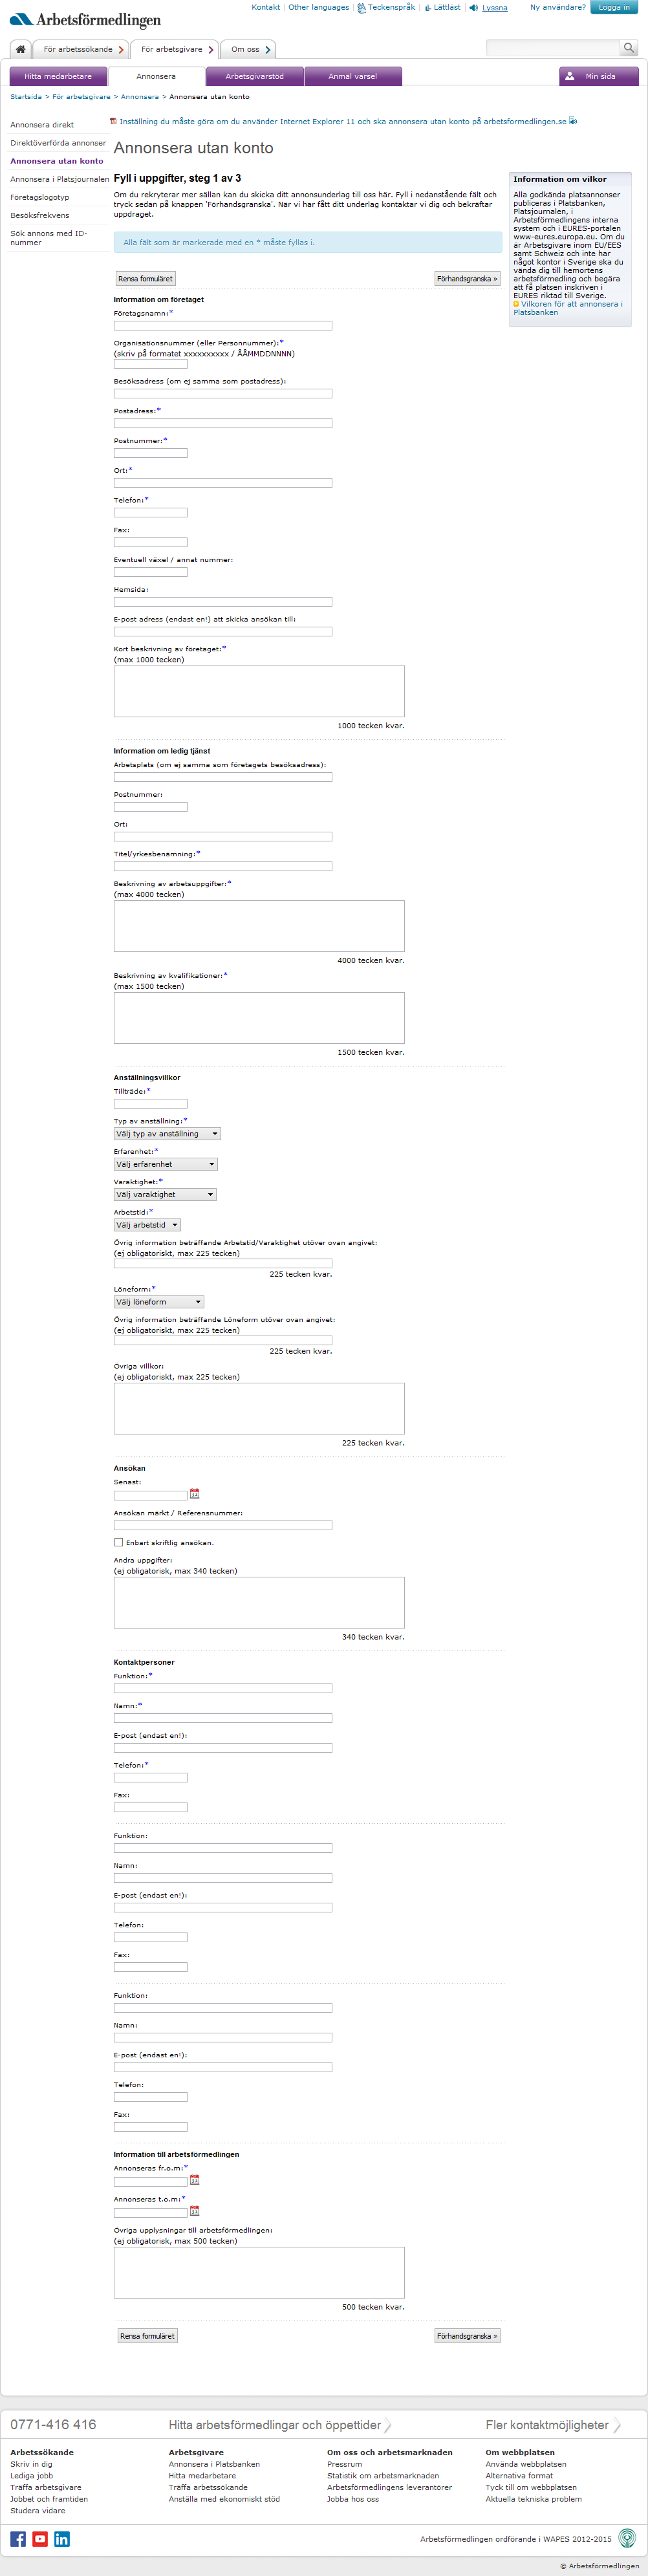 Kontakt | Other languages | Teckenspråk | Lättläst | Lyssna Ny användare? Logga in
Arbetsförmedlingen
För arbetssökande För arbetsgivare Om oss
Hitta medarbetare Annonsera Arbetsgivarstöd Anmäl varsel Min sida
Startsida > För arbetsgivare > Annonsera > Annonsera utan konto
Annonsera direkt
Direktöverförda annonser
Annonsera utan konto
Annonsera i Platsjournalen
Företagslogotyp
Besöksfrekvens
Sök annons med ID-
nummer
Inställning du måste göra om du använder Internet Explorer 11 och ska annonsera utan konto på arbetsformedlingen.se
Annonsera utan konto
Fyll i uppgifter, steg 1 av 3
Om du rekryterar mer sällan kan du skicka ditt annonsunderlag till oss här. Fyll i nedanstående fält och
tryck sedan på knappen 'Förhandsgranska'. När vi har fått ditt underlag kontaktar vi dig och bekräftar
uppdraget.
Alla fält som är markerade med en * måste fyllas i.
Information om vilkor
Alla godkända platsannonser
publiceras i Platsbanken,
Platsjournalen, i
Arbetsförmedlingens interna
system och i EURES-portalen
www-eures.europa.eu. Om du
är Arbetsgivare inom EU/EES
samt Schweiz och inte har
något kontor i Sverige ska du
vända dig till hemortens
arbetsförmedling och begära
att få platsen inskriven i
EURES riktad till Sverige.
Vilkoren för att annonsera i
Platsbanken
Rensa formuläret Förhandsgranska »
Information om företaget
Företagsnamn:*
Organisationsnummer (eller Personnummer):*
(skriv på formatet xxxxxxxxxx / ÅÅMMDDNNNN)
Besöksadress (om ej samma som postadress):
Postadress:*
Postnummer:*
Ort:*
Telefon:*
Fax:
Eventuell växel / annat nummer:
Hemsida:
E-post adress (endast en!) att skicka ansökan till:
Kort beskrivning av företaget:*
(max 1000 tecken)
1000 tecken kvar.
Information om ledig tjänst
Arbetsplats (om ej samma som företagets besöksadress):
Postnummer:
Ort:
Titel/yrkesbenämning:*
Beskrivning av arbetsuppgifter:*
(max 4000 tecken)
4000 tecken kvar.
Beskrivning av kvalifikationer:*
(max 1500 tecken)
1500 tecken kvar.
Anställningsvillkor
Tillträde:*
Typ av anställning:*
Välj typ av anställning
Erfarenhet:*
Välj erfarenhet
Varaktighet:*
Välj varaktighet
Arbetstid:*
Välj arbetstid
Övrig information beträffande Arbetstid/Varaktighet utöver ovan angivet:
(ej obligatoriskt, max 225 tecken)
225 tecken kvar.
Löneform:*
Välj löneform
Övrig information beträffande Löneform utöver ovan angivet:
(ej obligatoriskt, max 225 tecken)
225 tecken kvar.
Övriga villkor:
(ej obligatoriskt, max 225 tecken)
225 tecken kvar.
Ansökan
Senast:
Ansökan märkt / Referensnummer:
Enbart skriftlig ansökan.
Andra uppgifter:
(ej obligatorisk, max 340 tecken)
340 tecken kvar.
Kontaktpersoner
Funktion:*
Namn:*
E-post (endast en!):
Telefon:*
Fax:
Funktion:
Namn:
E-post (endast en!):
Telefon:
Fax:
Funktion:
Namn:
E-post (endast en!):
Telefon:
Fax:
Information till arbetsförmedlingen
Annonseras fr.o.m:*
Annonseras t.o.m:*
Övriga upplysningar till arbetsförmedlingen:
(ej obligatorisk, max 500 tecken)
500 tecken kvar.
Rensa formuläret Förhandsgranska »
0771-416 416 Hitta arbetsförmedlingar och öppettider Fler kontaktmöjligheter
Arbetssökande
Skriv in dig
Lediga jobb
Träffa arbetsgivare
Jobbet och framtiden
Studera vidare
Arbetsgivare
Annonsera i Platsbanken
Hitta medarbetare
Träffa arbetssökande
Anställa med ekonomiskt stöd
Om oss och arbetsmarknaden
Pressrum
Statistik om arbetsmarknaden
Arbetsförmedlingens leverantörer
Jobba hos oss
Om webbplatsen
Använda webbplatsen
Alternativa format
Tyck till om webbplatsen
Aktuella tekniska problem
Arbetsförmedlingen ordförande i WAPES 2012-2015
© Arbetsförmedlingen